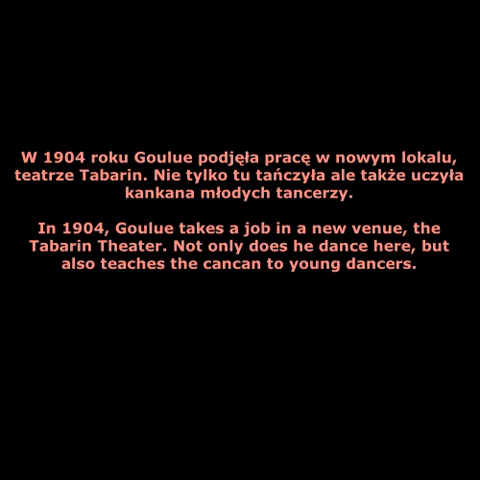 W 1904 roku Goulue podjęła pracę w nowym lokalu,
teatrze Tabarin. Nie tylko tu tańczyła ale także uczyła
kankana młodych tancerzy.
In 1904, Goulue takes a job in a new venue, the
Tabarin Theater. Not only does he dance here, but
also teaches the cancan to young dancers.